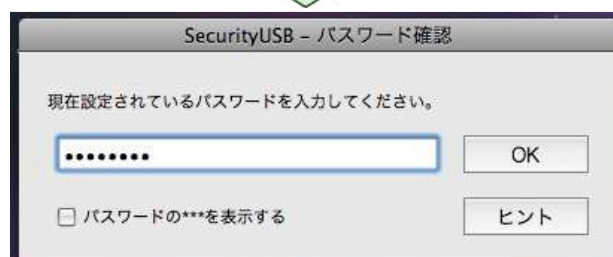 SecurityUSB – パスワード確認
現在設定されているパスワードを入力してください。
••••••••
OK
パスワードの***を表示する
ヒント